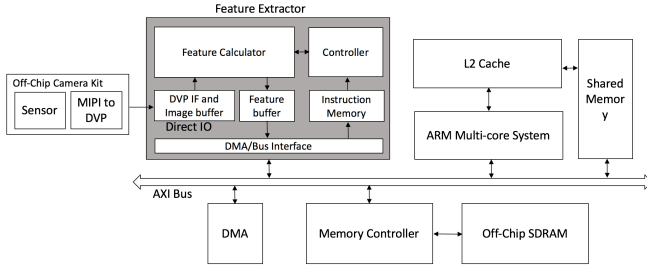 Feature Extractor
Feature Calculator
Controller
L2 Cache
Off-Chip Camera Kit
Sensor
MIPI to
DVP
DVP IF and
Image buffer
Direct IO
Feature
buffer
Instruction
Memory
DMA/Bus Interface
ARM Multi-core System
Shared
Memor
y
AXI Bus
DMA
Memory Controller
Off-Chip SDRAM